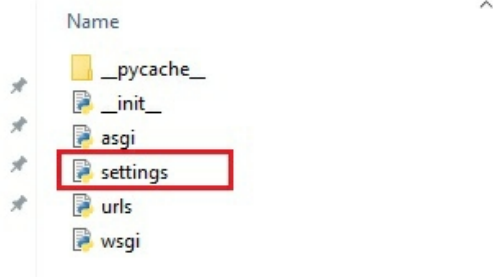 Name
__pycache__
__init__
asgi
settings
urls
wsgi